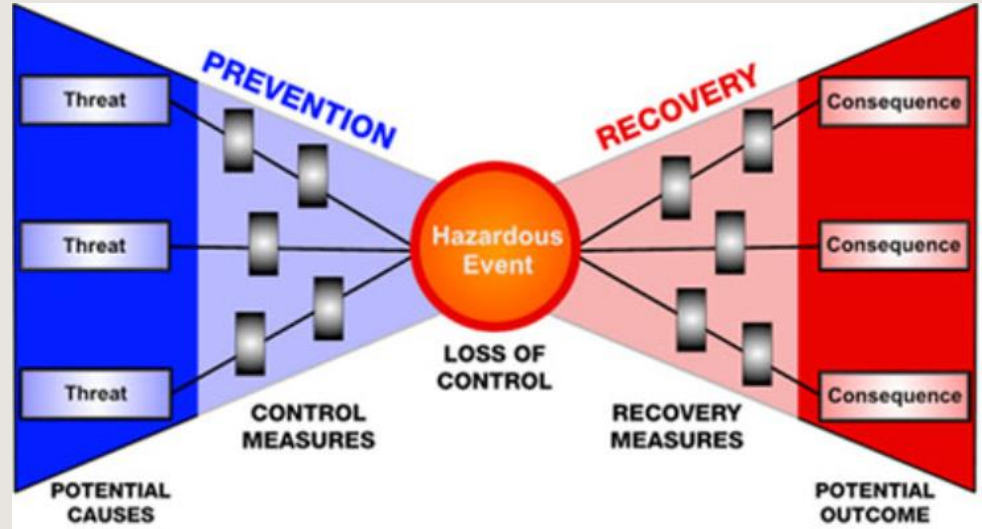 PREVENTION
RECOVERY
Threat
Threat
Threat
Hazardous
Event
Consequence
Consequence
Consequence
LOSS OF
CONTROL
CONTROL
MEASURES
RECOVERY
MEASURES
POTENTIAL
CAUSES
POTENTIAL
OUTCOME